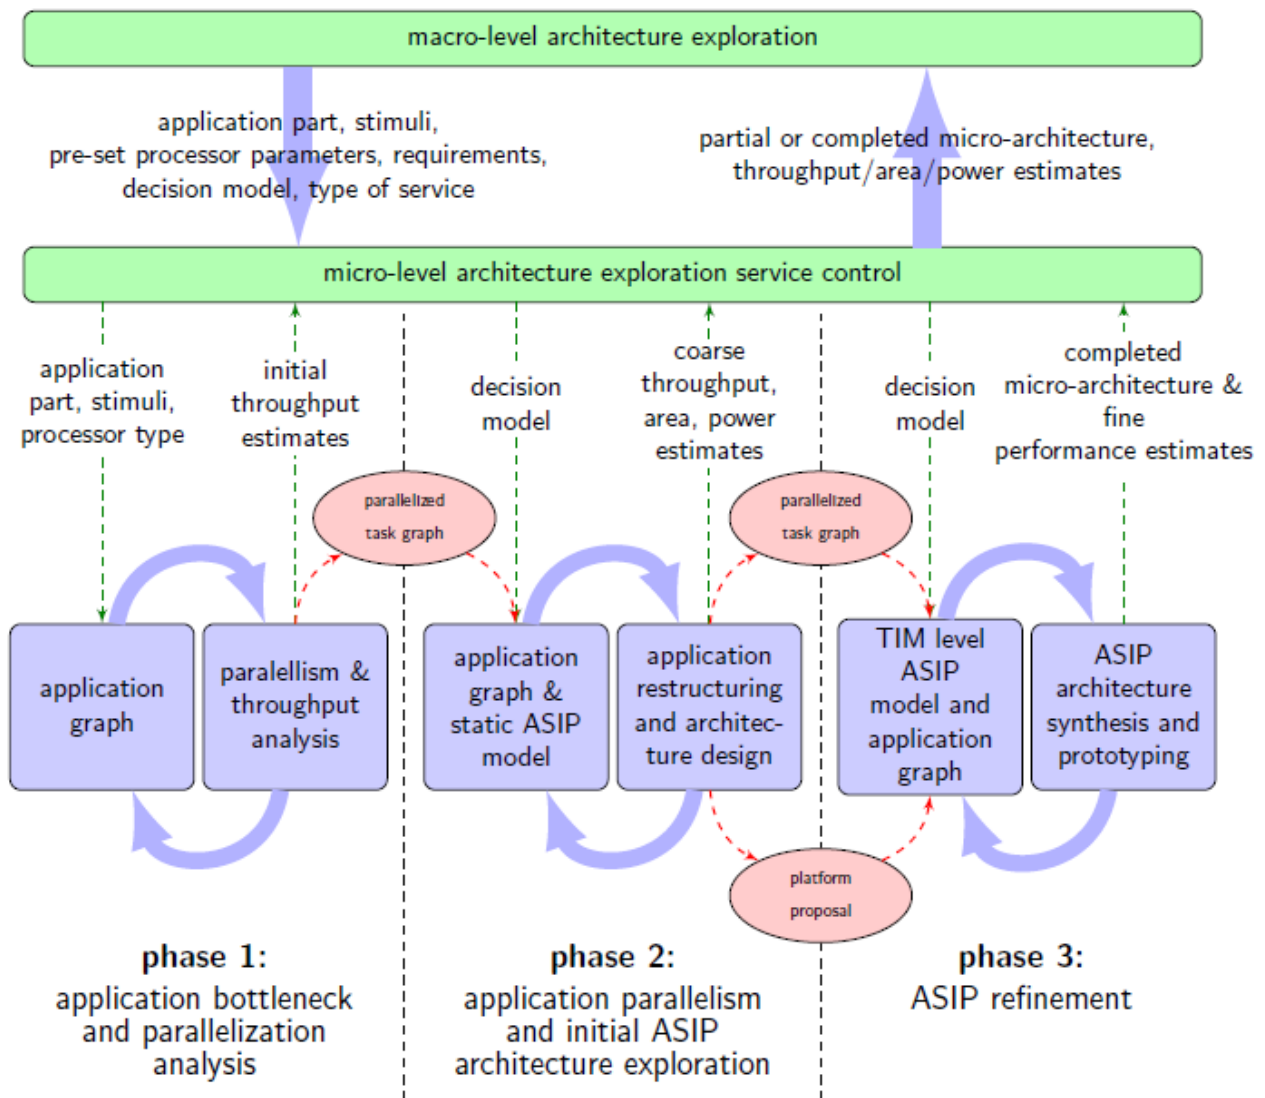 macro-level architecture exploration
application part, stimuli,
pre-set processor parameters, requirements,
decision model, type of service
partial or completed micro-architecture,
throughput/area/power estimates
micro-level architecture exploration service control
application
part, stimuli,
processor type
initial
throughput
estimates
decision
model
coarse
throughput,
area, power
estimates
decision
model
completed
micro-architecture &
fine
performance estimates
parallelized
task graph
parallelized
task graph
application
graph
paralellism &
throughput
analysis
application
graph &
static ASIP
model
application
restructuring
and architec-
ture design
TIM level
ASIP
model and
application
graph
ASIP
architecture
synthesis and
prototyping
platform
proposal
phase 1:
application bottleneck
and parallelization
analysis
phase 2:
application parallelism
and initial ASIP
architecture exploration
phase 3:
ASIP refinement